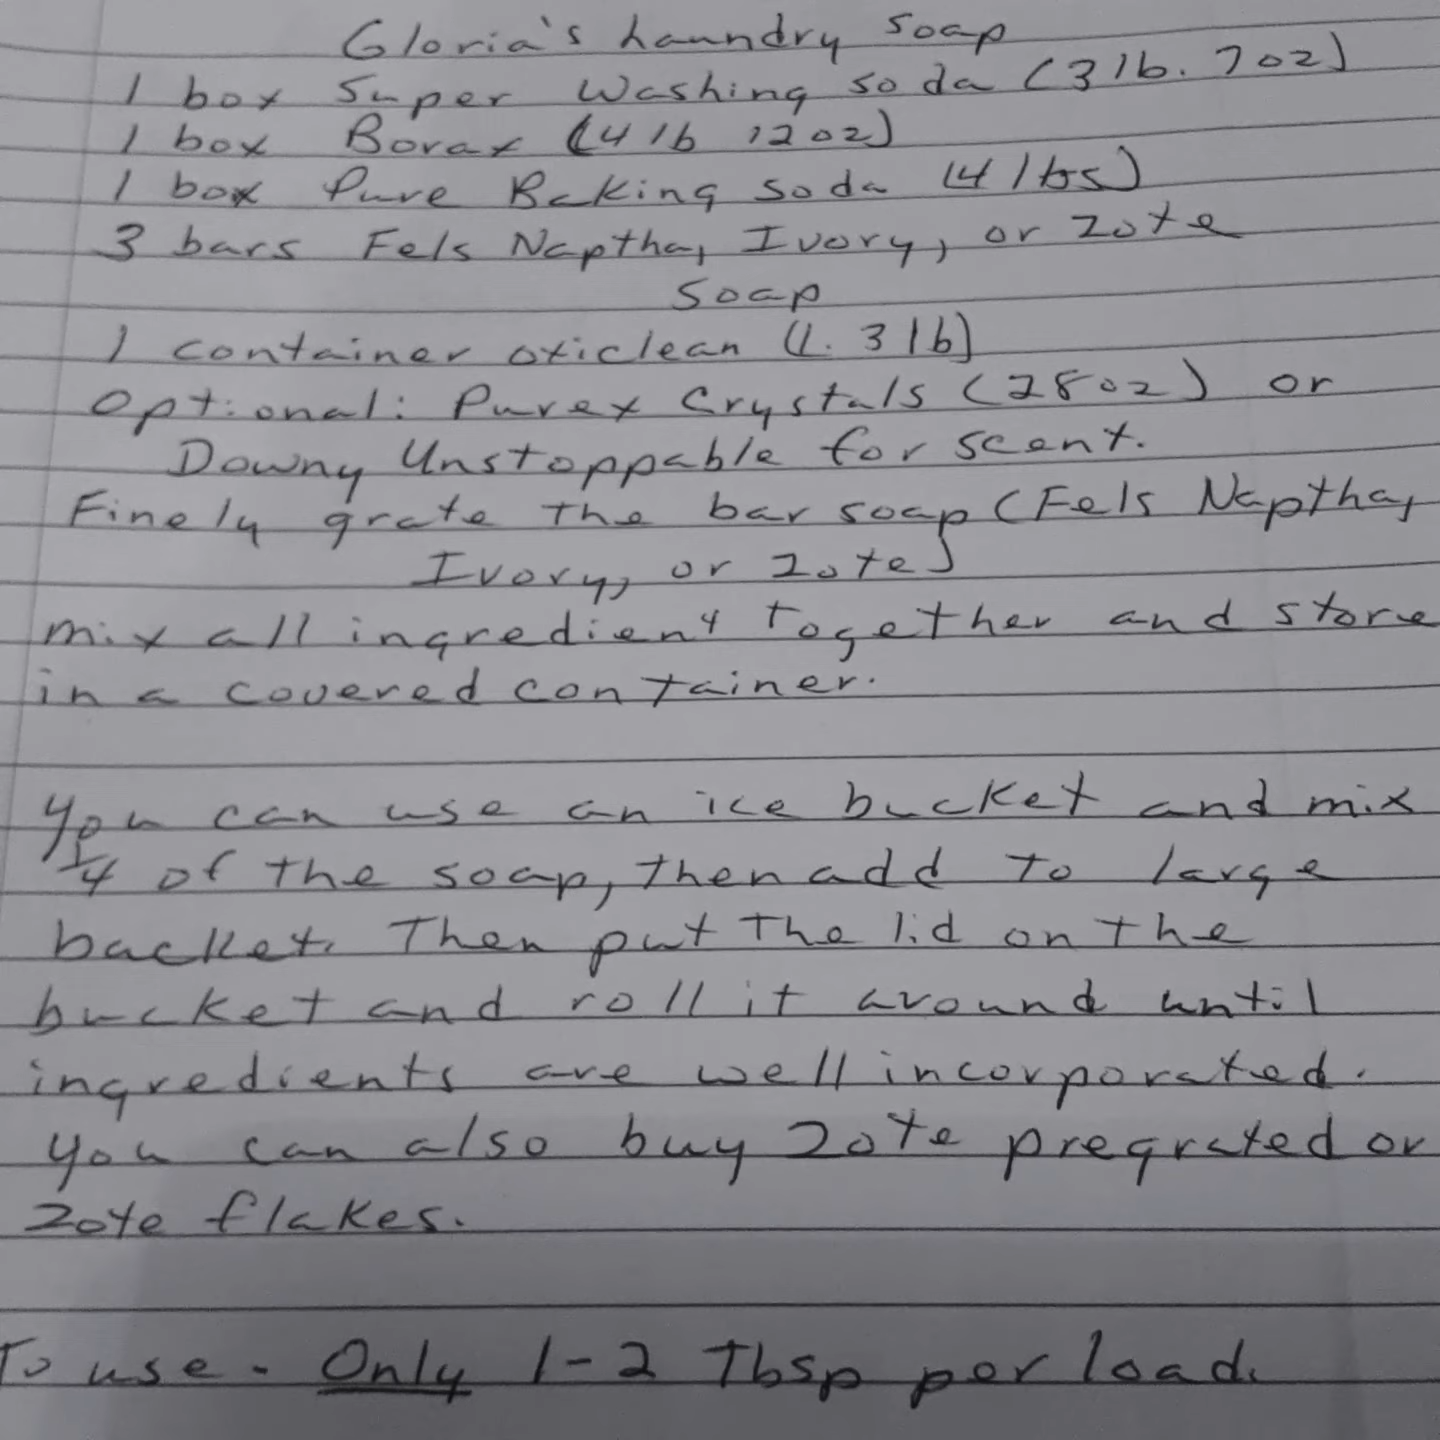 Gloria's Laundry Soap
1 box Super Washing soda (3 lb. 7oz)
1 box Borax (4 lb 12oz)
1 box Pure Baking soda (4 lbs)
3 bars Fels Naptha, Ivory, or Zote
Soap
1 container oxiclean (1.3 lb)
Optional: Purex Crystals (28oz) or
Downy Unstoppable for scent.
Finely grate the bar soap (Fels Naptha,
Ivory, or Zote)
mix all ingredient together and store
in a covered container.
you can use an ice bucket and mix
1/4 of the soap, then add to large
bucket. Then put the lid on the
bucket and roll it around until
ingredients are well incorporated.
you can also buy Zote pregrated or
Zote flakes.
To use - Only 1-2 Tbsp per load.